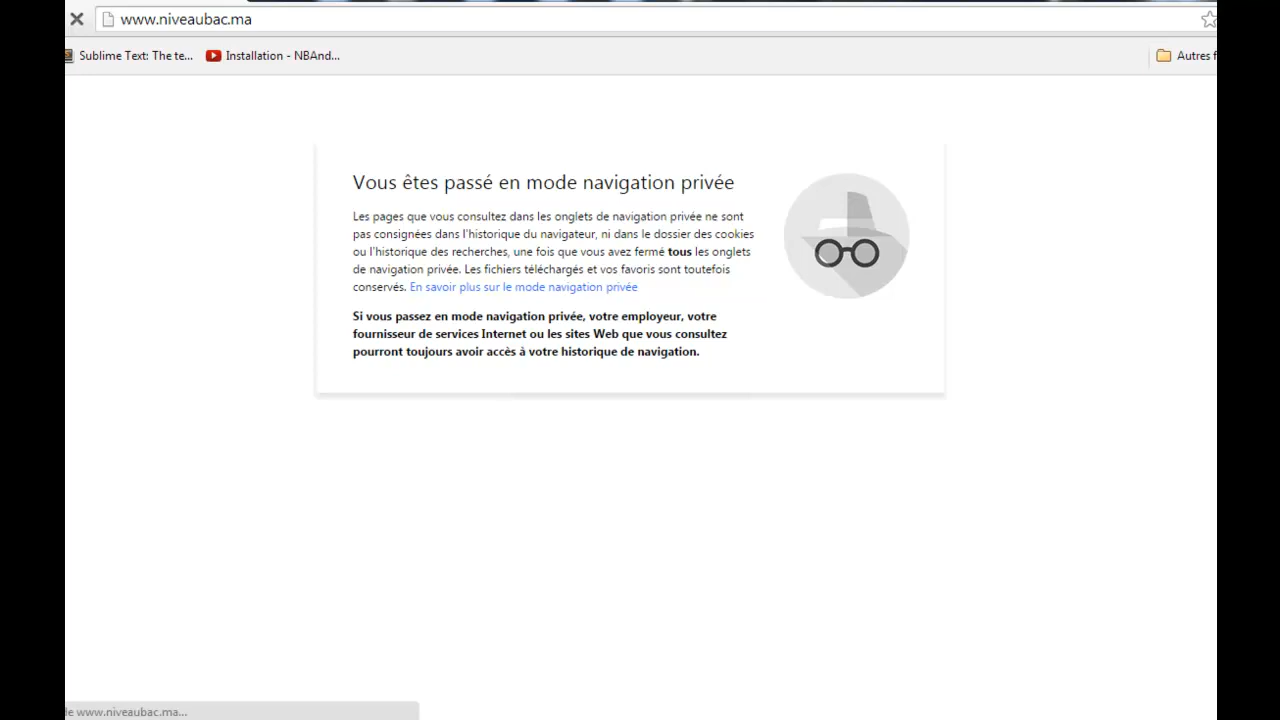 www.niveaubac.ma
Sublime Text: The te...
Installation - NBAnd...
Autres f
Vous êtes passé en mode navigation privée
Les pages que vous consultez dans les onglets de navigation privée ne sont
pas consignées dans l'historique du navigateur, ni dans le dossier des cookies
ou l'historique des recherches, une fois que vous avez fermé tous les onglets
de navigation privée. Les fichiers téléchargés et vos favoris sont toutefois
conservés. En savoir plus sur le mode navigation privée
Si vous passez en mode navigation privée, votre employeur, votre
fournisseur de services Internet ou les sites Web que vous consultez
pourront toujours avoir accès à votre historique de navigation.
de www.niveaubac.ma...